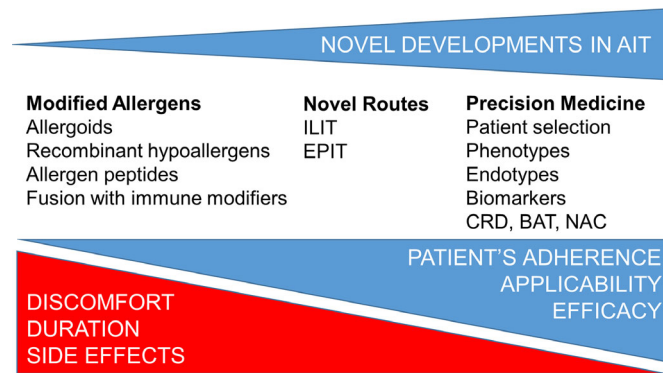 NOVEL DEVELOPMENTS IN AIT
Modified Allergens
Allergoids
Recombinant hypoallergens
Allergen peptides
Fusion with immune modifiers
Novel Routes
ILIT
EPIT
Precision Medicine
Patient selection
Phenotypes
Endotypes
Biomarkers
CRD, BAT, NAC
PATIENT’S ADHERENCE
APPLICABILITY
EFFICACY
DISCOMFORT
DURATION
SIDE EFFECTS